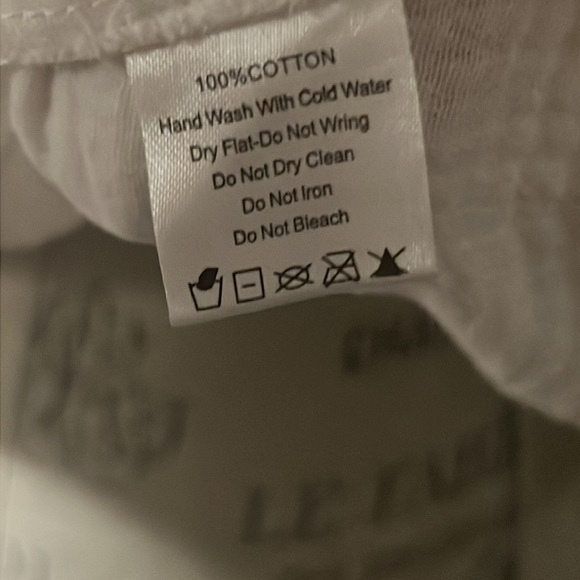 100%COTTON
Hand Wash With Cold Water
Dry Flat-Do Not Wring
Do Not Dry Clean
Do Not Iron
Do Not Bleach